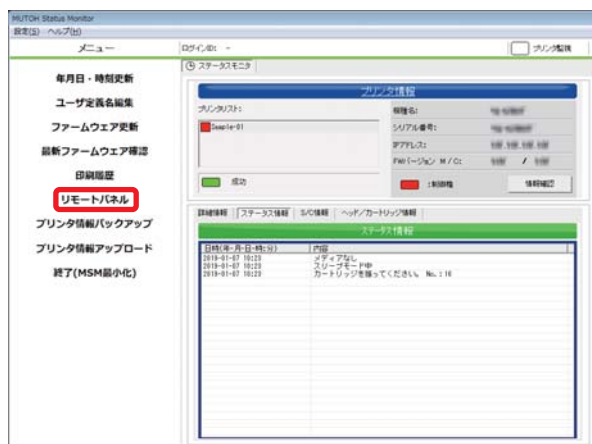 MUTOH Status Monitor
設定(S) ヘルプ(H)
メニュー
ログインID: -
プリンタ監視
ステータスモニタ
年月日・時刻更新
ユーザ定義名編集
ファームウェア更新
最新ファームウェア確認
印刷履歴
リモートパネル
プリンタ情報バックアップ
プリンタ情報アップロード
終了(MSM最小化)
プリンタ情報
プリンタリスト:
Sample-01
成功
機種名:
シリアル番号:
IPアドレス:
FWバージョン M / C:
/
:制御権
情報確認
詳細情報 ステータス情報 S/C情報 ヘッド/カートリッジ情報
ステータス情報
日時(年-月-日-時:分) 内容
2019-01-07 10:23 メディアなし
2019-01-07 10:23 スリープモード中
2019-01-07 10:23 カートリッジを振ってください。 No.:16